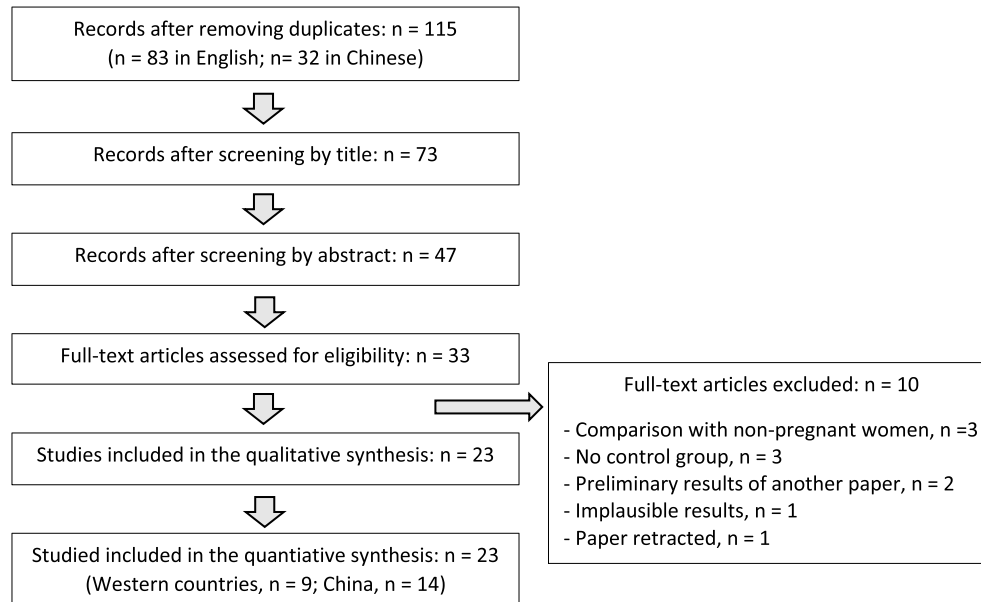 Records after removing duplicates: n = 115
(n = 83 in English; n= 32 in Chinese)
Records after screening by title: n = 73
Records after screening by abstract: n = 47
Full-text articles assessed for eligibility: n = 33
Full-text articles excluded: n = 10
- Comparison with non-pregnant women, n =3
- No control group, n = 3
- Preliminary results of another paper, n = 2
- Implausible results, n = 1
- Paper retracted, n = 1
Studies included in the qualitative synthesis: n = 23
Studied included in the quantiative synthesis: n = 23
(Western countries, n = 9; China, n = 14)